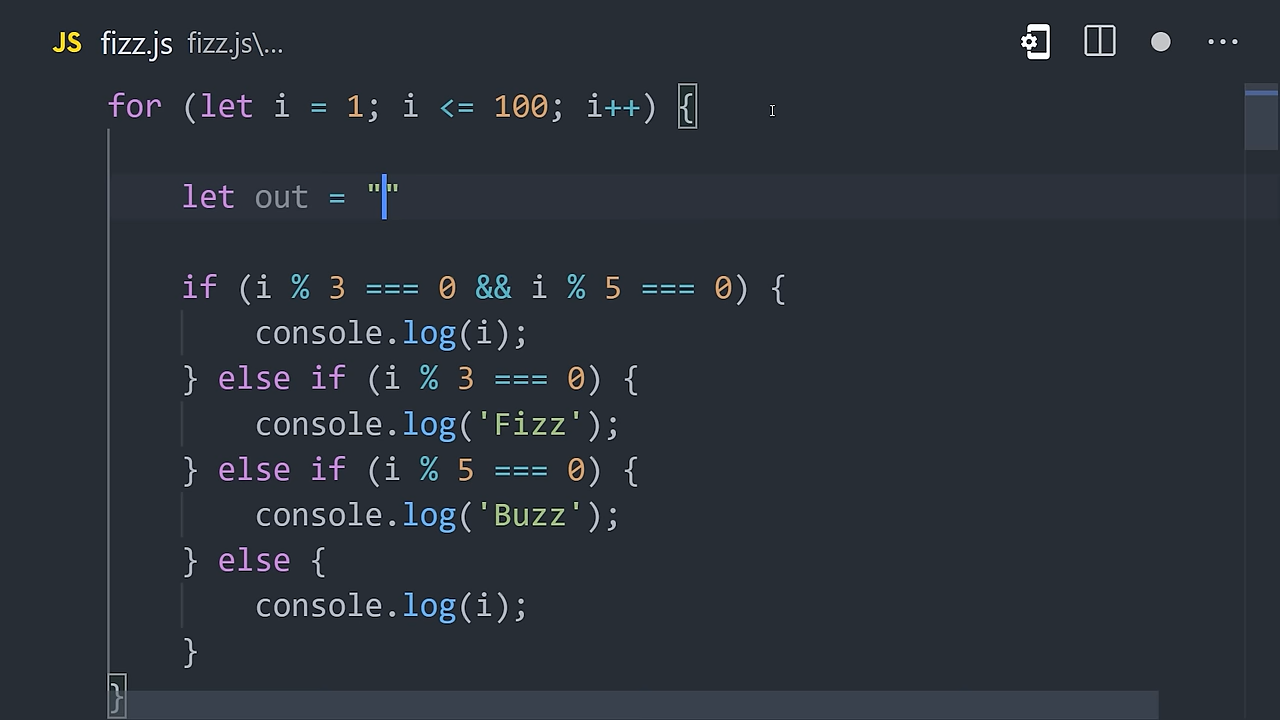 JS fizz.js fizz.js\...
for (let i = 1; i <= 100; i++) {
let out = ""
if (i % 3 === 0 && i % 5 === 0) {
console.log(i);
} else if (i % 3 === 0) {
console.log('Fizz');
} else if (i % 5 === 0) {
console.log('Buzz');
} else {
console.log(i);
}
}